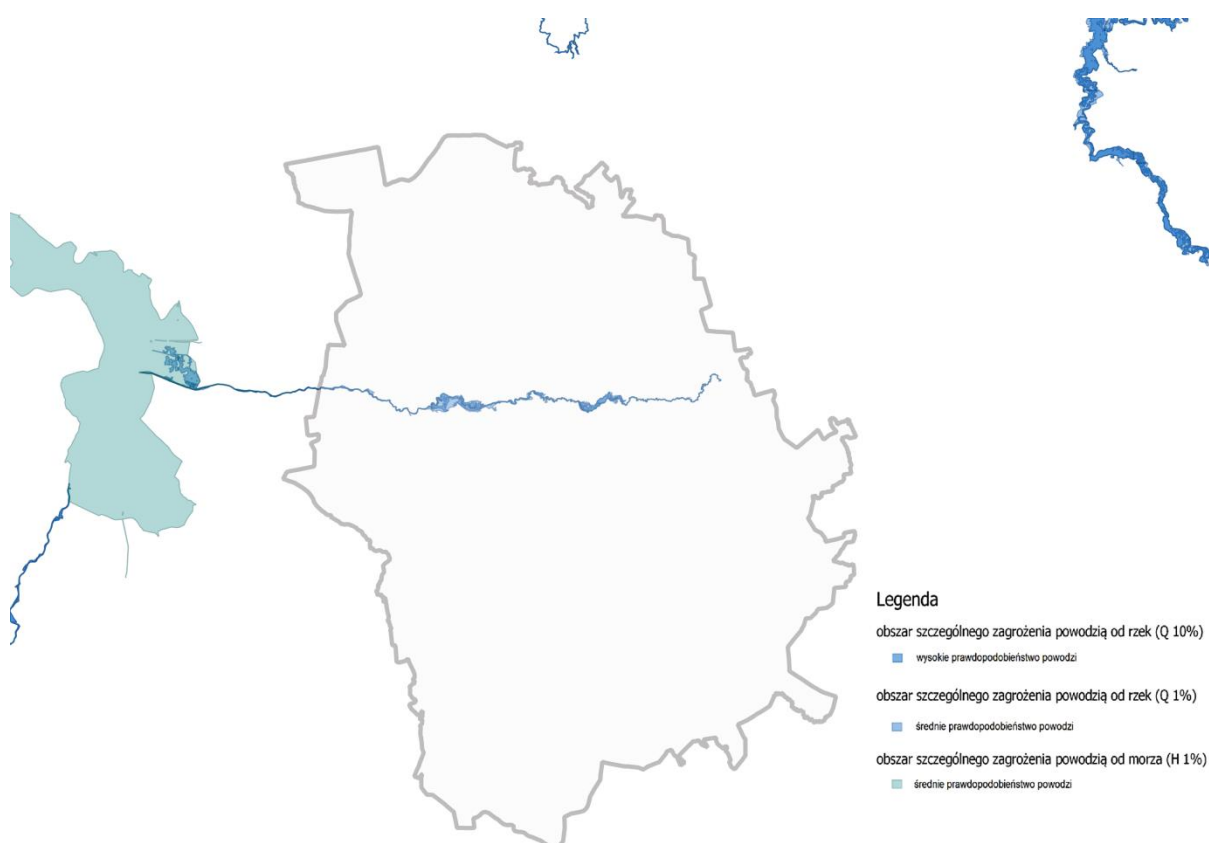 Legenda
obszar szczególnego zagrożenia powodzią od rzek (Q 10%)
wysokie prawdopodobieństwo powodzi
obszar szczególnego zagrożenia powodzią od rzek (Q 1%)
średnie prawdopodobieństwo powodzi
obszar szczególnego zagrożenia powodzią od morza (H 1%)
średnie prawdopodobieństwo powodzi